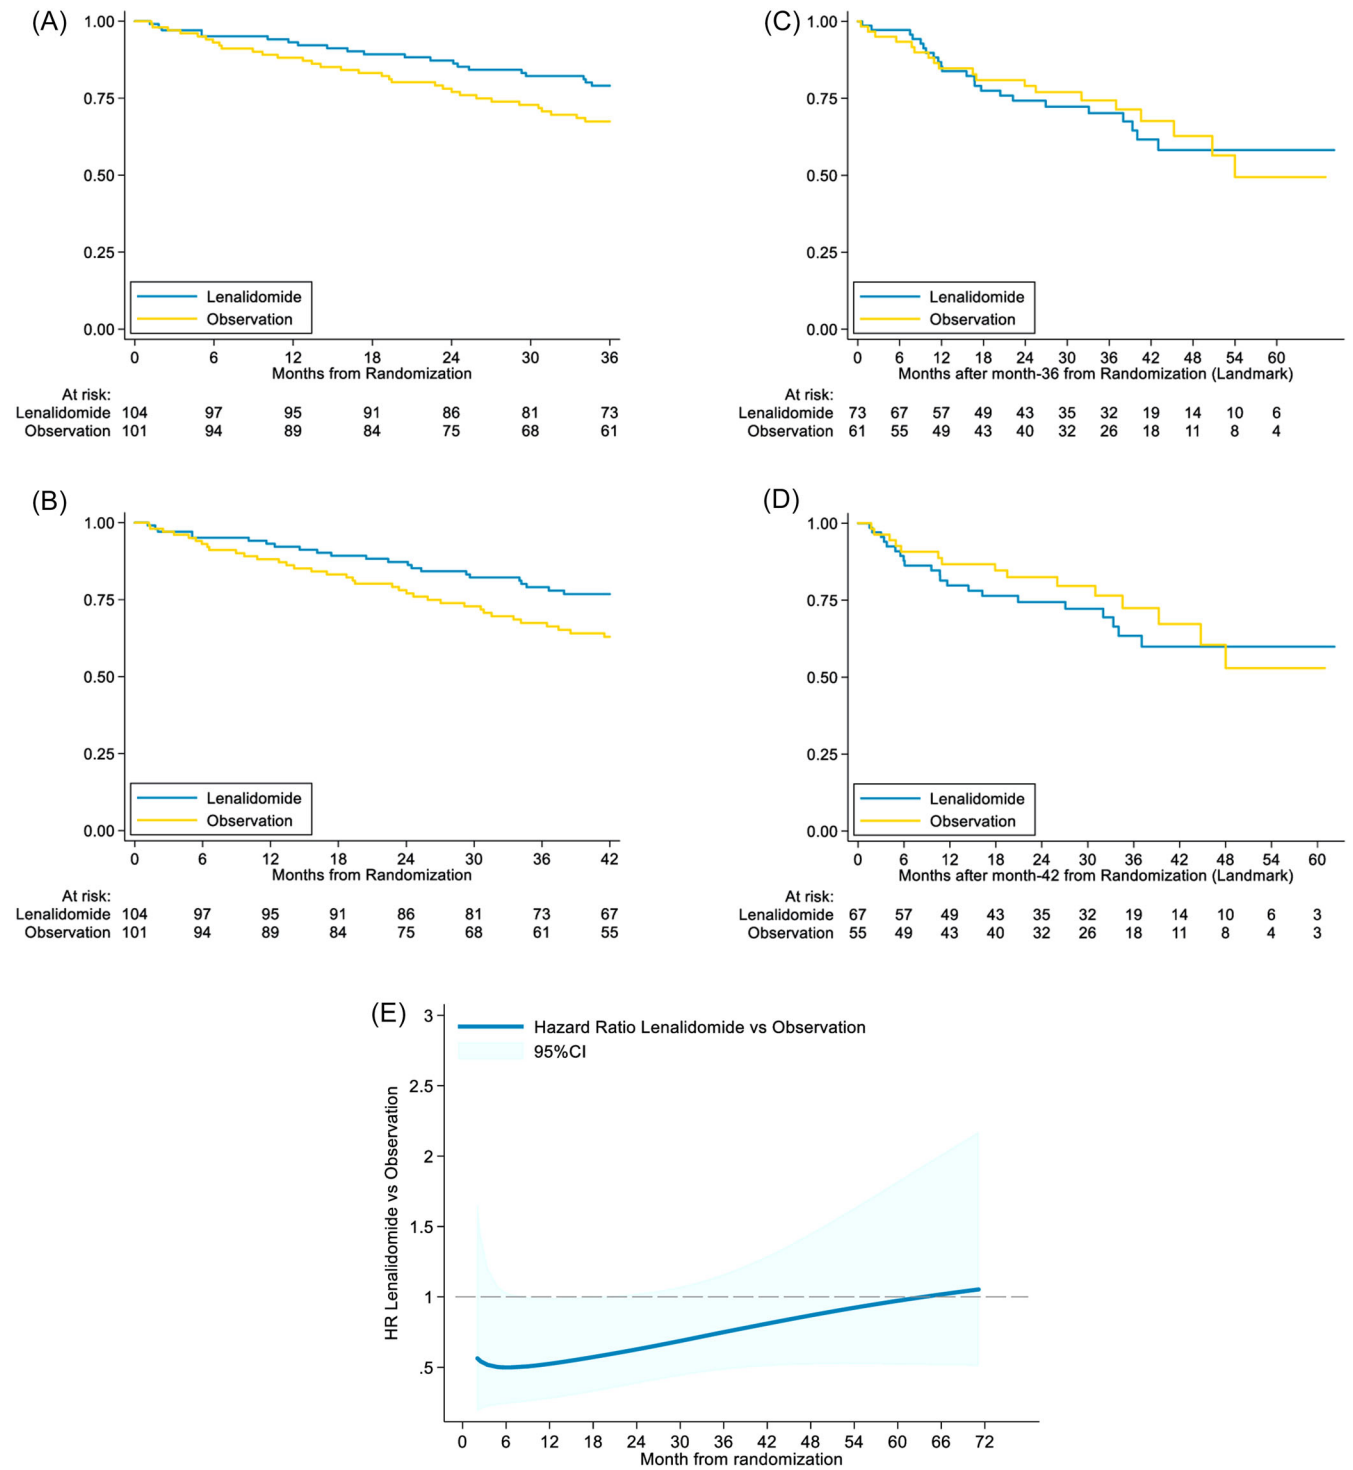 (A)
1.00
0.75
0.50
0.25
0.00
Lenalidomide
Observation
0 6 12 18 24 30 36
Months from Randomization
At risk:
Lenalidomide 104 97 95 91 86 81 73
Observation 101 94 89 84 75 68 61
(C)
1.00
0.75
0.50
0.25
0.00
Lenalidomide
Observation
0 6 12 18 24 30 36 42 48 54 60
Months after month-36 from Randomization (Landmark)
At risk:
Lenalidomide 73 67 57 49 43 35 32 19 14 10 6
Observation 61 55 49 43 40 32 26 18 11 8 4
(B)
1.00
0.75
0.50
0.25
0.00
Lenalidomide
Observation
0 6 12 18 24 30 36 42
Months from Randomization
At risk:
Lenalidomide 104 97 95 91 86 81 73 67
Observation 101 94 89 84 75 68 61 55
(D)
1.00
0.75
0.50
0.25
0.00
Lenalidomide
Observation
0 6 12 18 24 30 36 42 48 54 60
Months after month-42 from Randomization (Landmark)
At risk:
Lenalidomide 67 57 49 43 35 32 19 14 10 6 3
Observation 55 49 43 40 32 26 18 11 8 4 3
(E)
HR Lenalidomide vs Observation
3
2.5
2
1.5
1
.5
Hazard Ratio Lenalidomide vs Observation
95%CI
0 6 12 18 24 30 36 42 48 54 60 66 72
Month from randomization